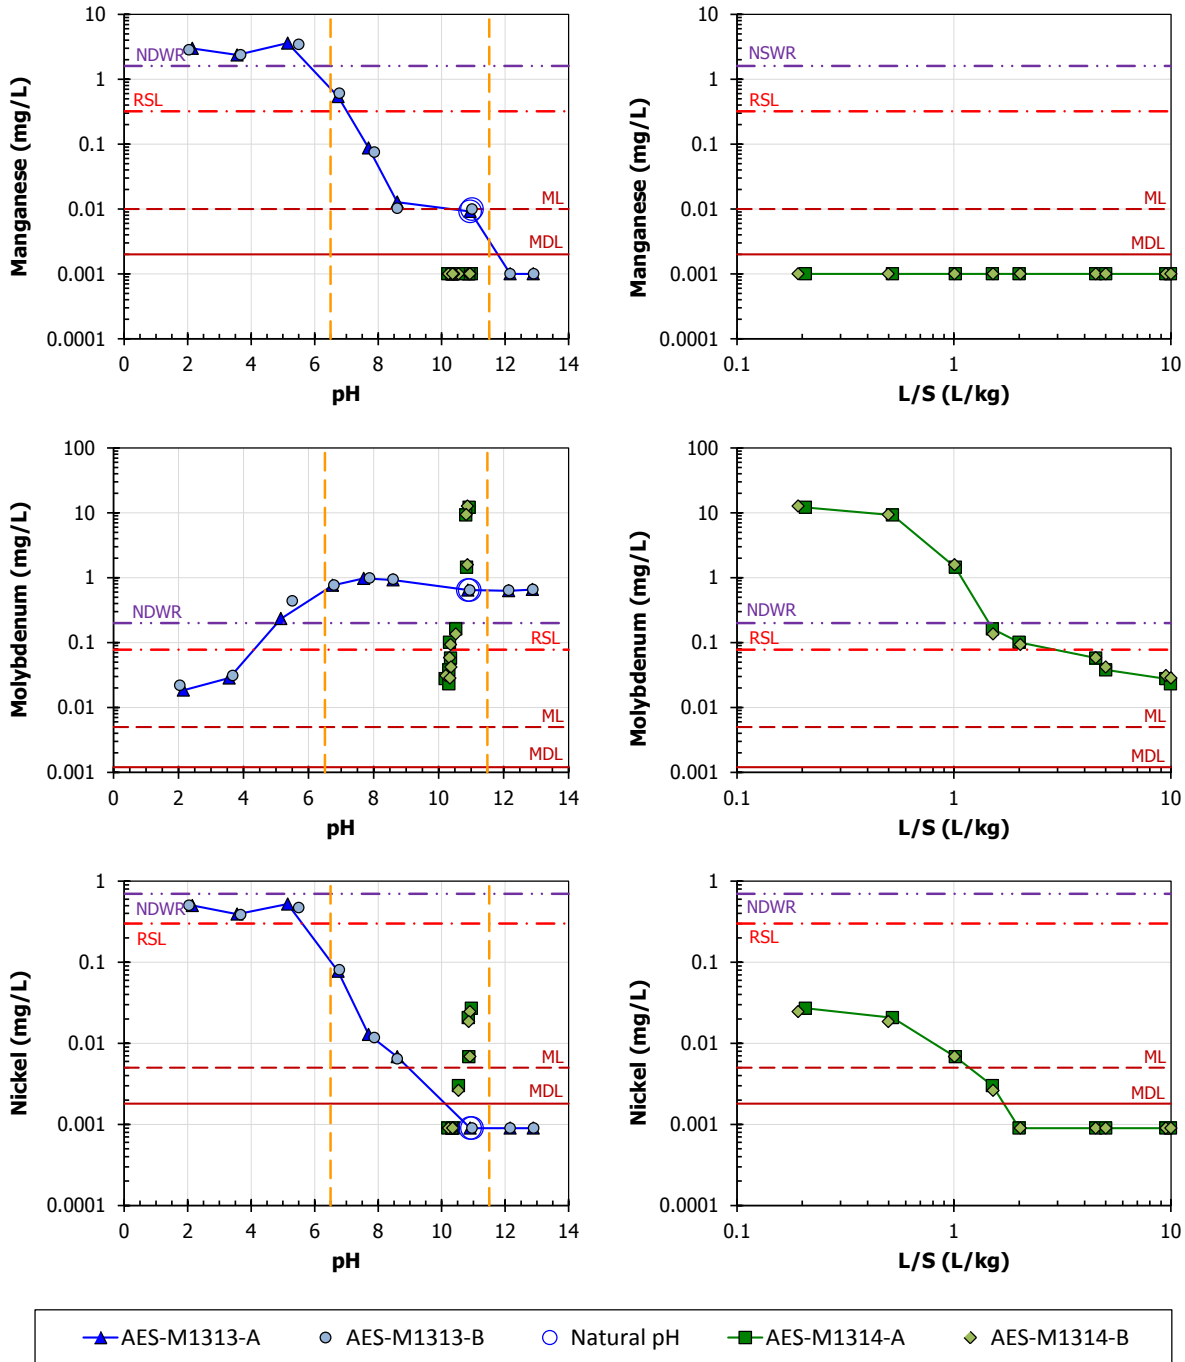 Manganese (mg/L)
10
1
0.1
0.01
0.001
0.0001
NDWR
RSL
ML
MDL
0 2 4 6 8 10 12 14
pH
Manganese (mg/L)
10
1
0.1
0.01
0.001
0.0001
NSWR
RSL
ML
MDL
0.1 1 10
L/S (L/kg)
Molybdenum (mg/L)
100
10
1
0.1
0.01
0.001
NDWR
RSL
ML
MDL
0 2 4 6 8 10 12 14
pH
Molybdenum (mg/L)
100
10
1
0.1
0.01
0.001
NDWR
RSL
ML
MDL
0.1 1 10
L/S (L/kg)
Nickel (mg/L)
1
0.1
0.01
0.001
0.0001
NDWR
RSL
ML
MDL
0 2 4 6 8 10 12 14
pH
Nickel (mg/L)
1
0.1
0.01
0.001
0.0001
NDWR
RSL
ML
MDL
0.1 1 10
L/S (L/kg)
AES-M1313-A AES-M1313-B Natural pH AES-M1314-A AES-M1314-B